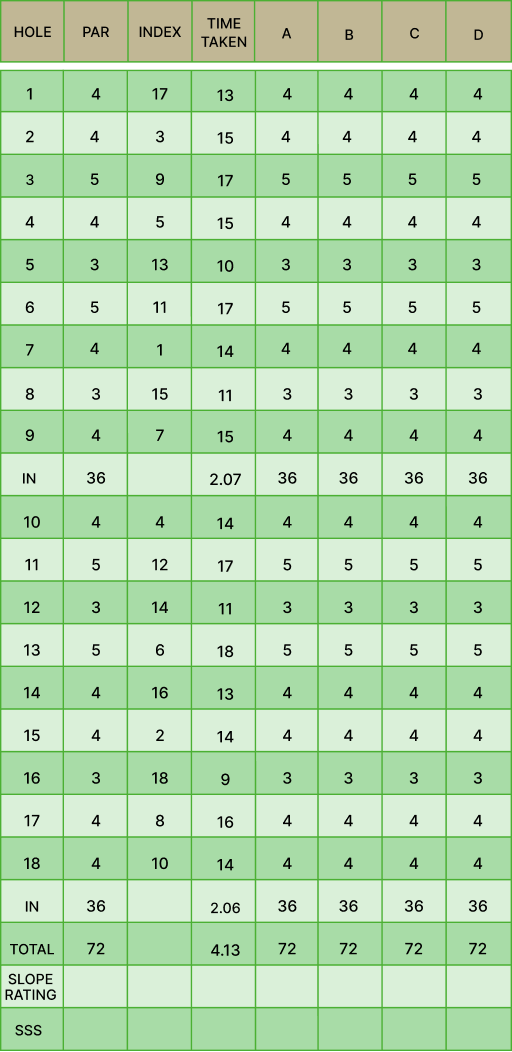 HOLE PAR INDEX TIME TAKEN A B C D
1 4 17 13 4 4 4 4
2 4 3 15 4 4 4 4
3 5 9 17 5 5 5 5
4 4 5 15 4 4 4 4
5 3 13 10 3 3 3 3
6 5 11 17 5 5 5 5
7 4 1 14 4 4 4 4
8 3 15 11 3 3 3 3
9 4 7 15 4 4 4 4
IN 36 2.07 36 36 36 36
10 4 4 14 4 4 4 4
11 5 12 17 5 5 5 5
12 3 14 11 3 3 3 3
13 5 6 18 5 5 5 5
14 4 16 13 4 4 4 4
15 4 2 14 4 4 4 4
16 3 18 9 3 3 3 3
17 4 8 16 4 4 4 4
18 4 10 14 4 4 4 4
IN 36 2.06 36 36 36 36
TOTAL 72 4.13 72 72 72 72
SLOPE
RATING
SSS